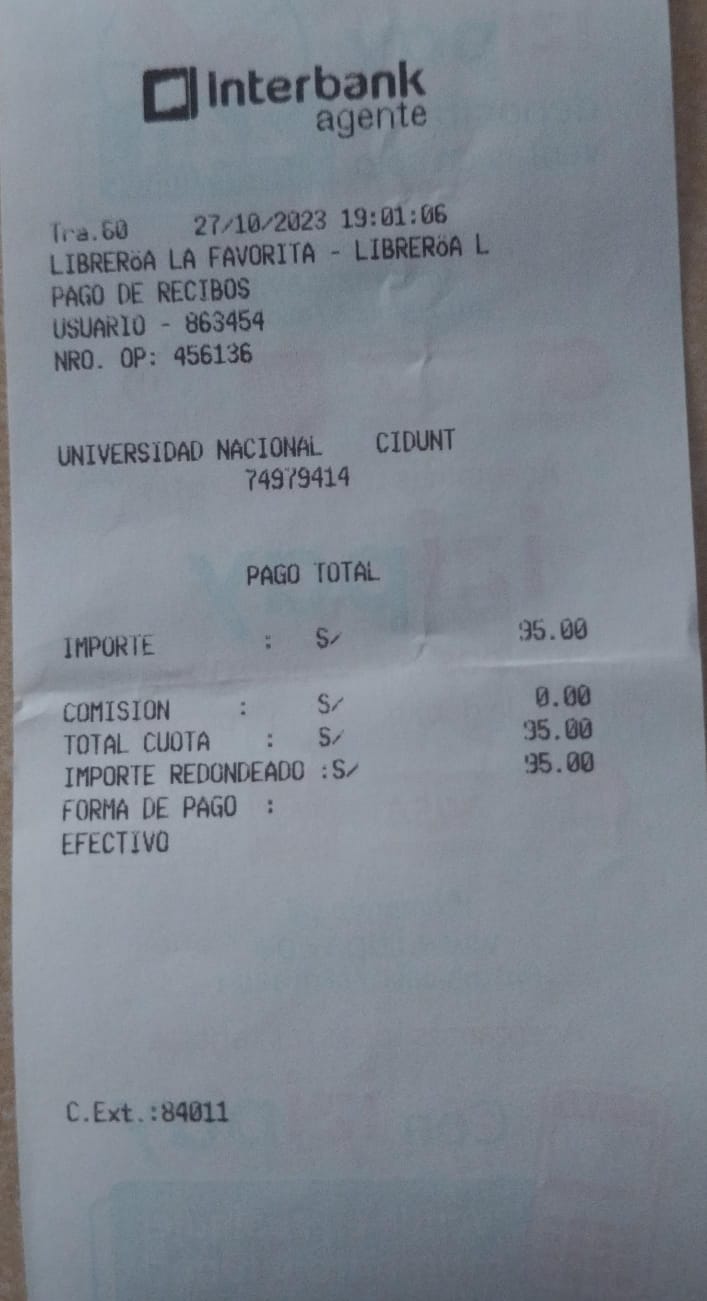 Interbank
agente
Tra.60 27/10/2023 19:01:06
LIBRERöA LA FAVORITA - LIBRERöA L
PAGO DE RECIBOS
USUARIO - 863454
NRO. OP: 456136
UNIVERSIDAD NACIONAL CIDUNT
74979414
PAGO TOTAL
IMPORTE : S/ 95.00
COMISION : S/ 0.00
TOTAL CUOTA : S/ 95.00
IMPORTE REDONDEADO :S/ 95.00
FORMA DE PAGO :
EFECTIVO
C.Ext.:84011